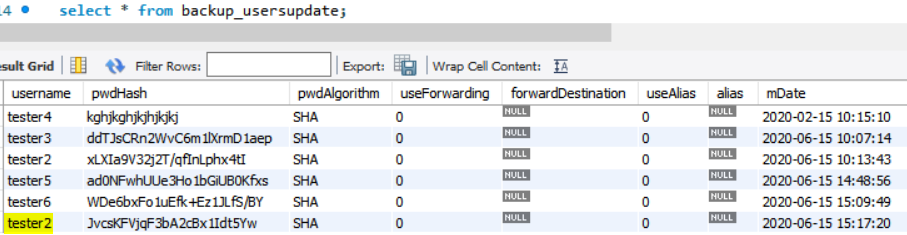 14 select * from backup_usersupdate;
esult Grid Filter Rows: Export: Wrap Cell Content: IA
username pwdHash pwdAlgorithm useForwarding forwardDestination useAlias alias mDate
tester4 kghjkghjkjhjkjkj SHA 0 NULL 0 NULL 2020-02-15 10:15:10
tester3 ddTJsCRn2WvC6m1lXrmD1aep SHA 0 NULL 0 NULL 2020-06-15 10:07:14
tester2 xLXIa9V32j2T/qfInLphx4tI SHA 0 NULL 0 NULL 2020-06-15 10:13:43
tester5 ad0NFwhUUe3Ho1bGiUB0Kfxs SHA 0 NULL 0 NULL 2020-06-15 14:48:56
tester6 WDe6bxFo1uEfk+Ez1JLfS/BY SHA 0 NULL 0 NULL 2020-06-15 15:09:49
tester2 JvcsKFVjqF3bA2cBx1Idt5Yw SHA 0 NULL 0 NULL 2020-06-15 15:17:20